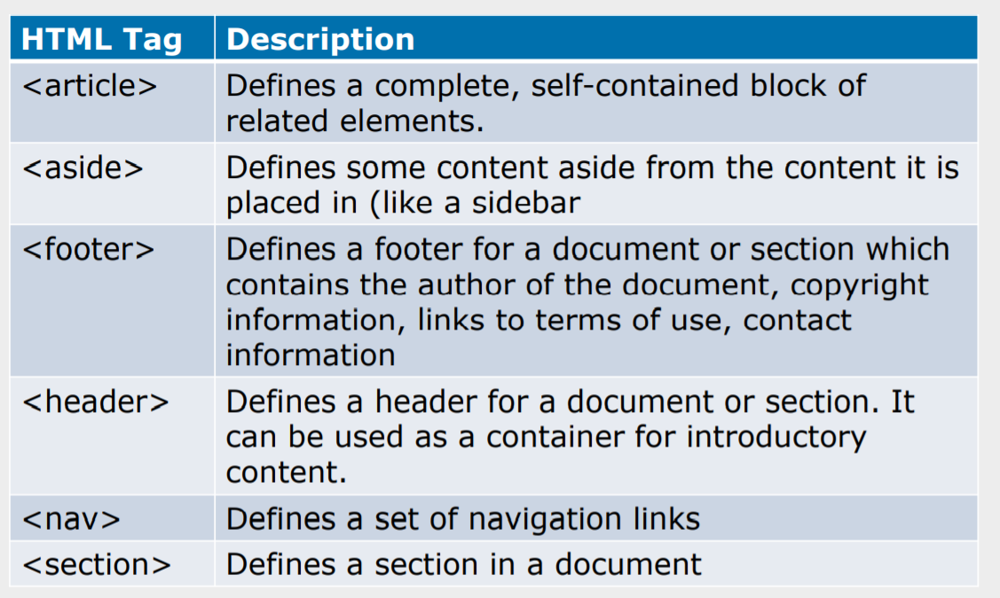 HTML Tag Description
<article> Defines a complete, self-contained block of
related elements.
<aside> Defines some content aside from the content it is
placed in (like a sidebar
<footer> Defines a footer for a document or section which
contains the author of the document, copyright
information, links to terms of use, contact
information
<header> Defines a header for a document or section. It
can be used as a container for introductory
content.
<nav> Defines a set of navigation links
<section> Defines a section in a document